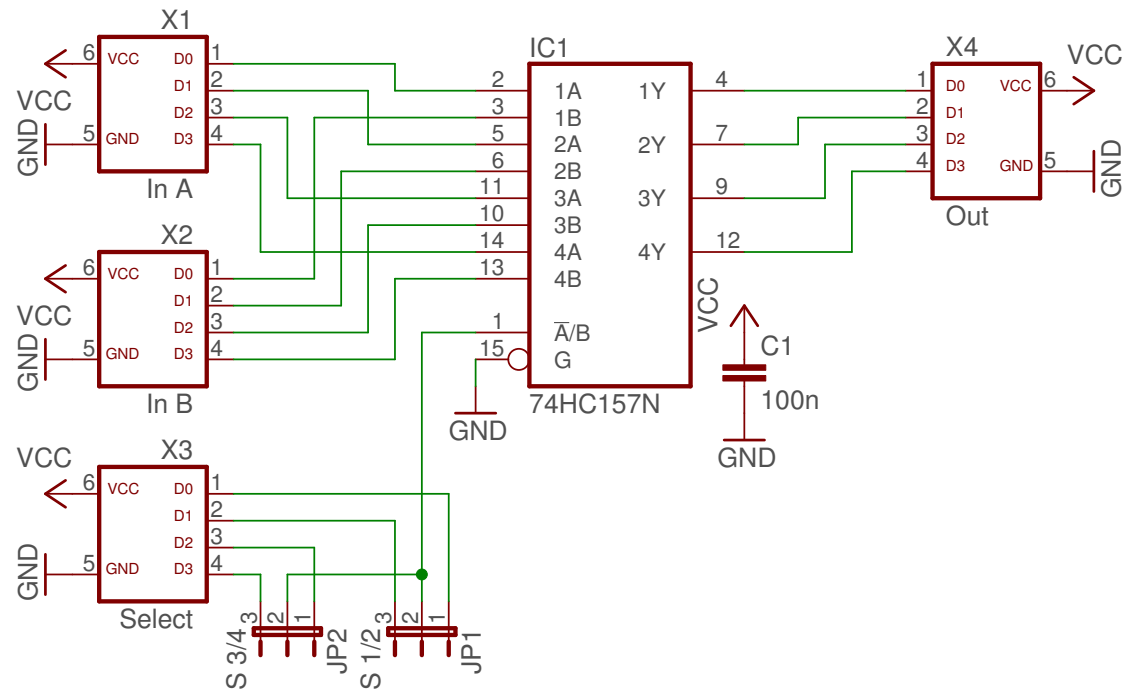 X1
6 VCC D0 1
D1 2
VCC D2 3
GND 5 GND D3 4
In A
X2
6 VCC D0 1
D1 2
VCC D2 3
GND 5 GND D3 4
In B
X3
VCC
6 VCC D0 1
D1 2
D2 3
GND 5 GND D3 4
Select
S 3/4 3 2 1 JP2
S 1/2 3 2 1 JP1
IC1
2 1A 1Y 4
3 1B
5 2A 2Y 7
6 2B
11 3A 3Y 9
10 3B
14 4A 4Y 12
13 4B
1 A̅/B
15 G
74HC157N
GND
VCC
C1
100n
GND
X4
VCC
1 D0 VCC 6
2 D1
3 D2
4 D3 GND 5 GND
Out